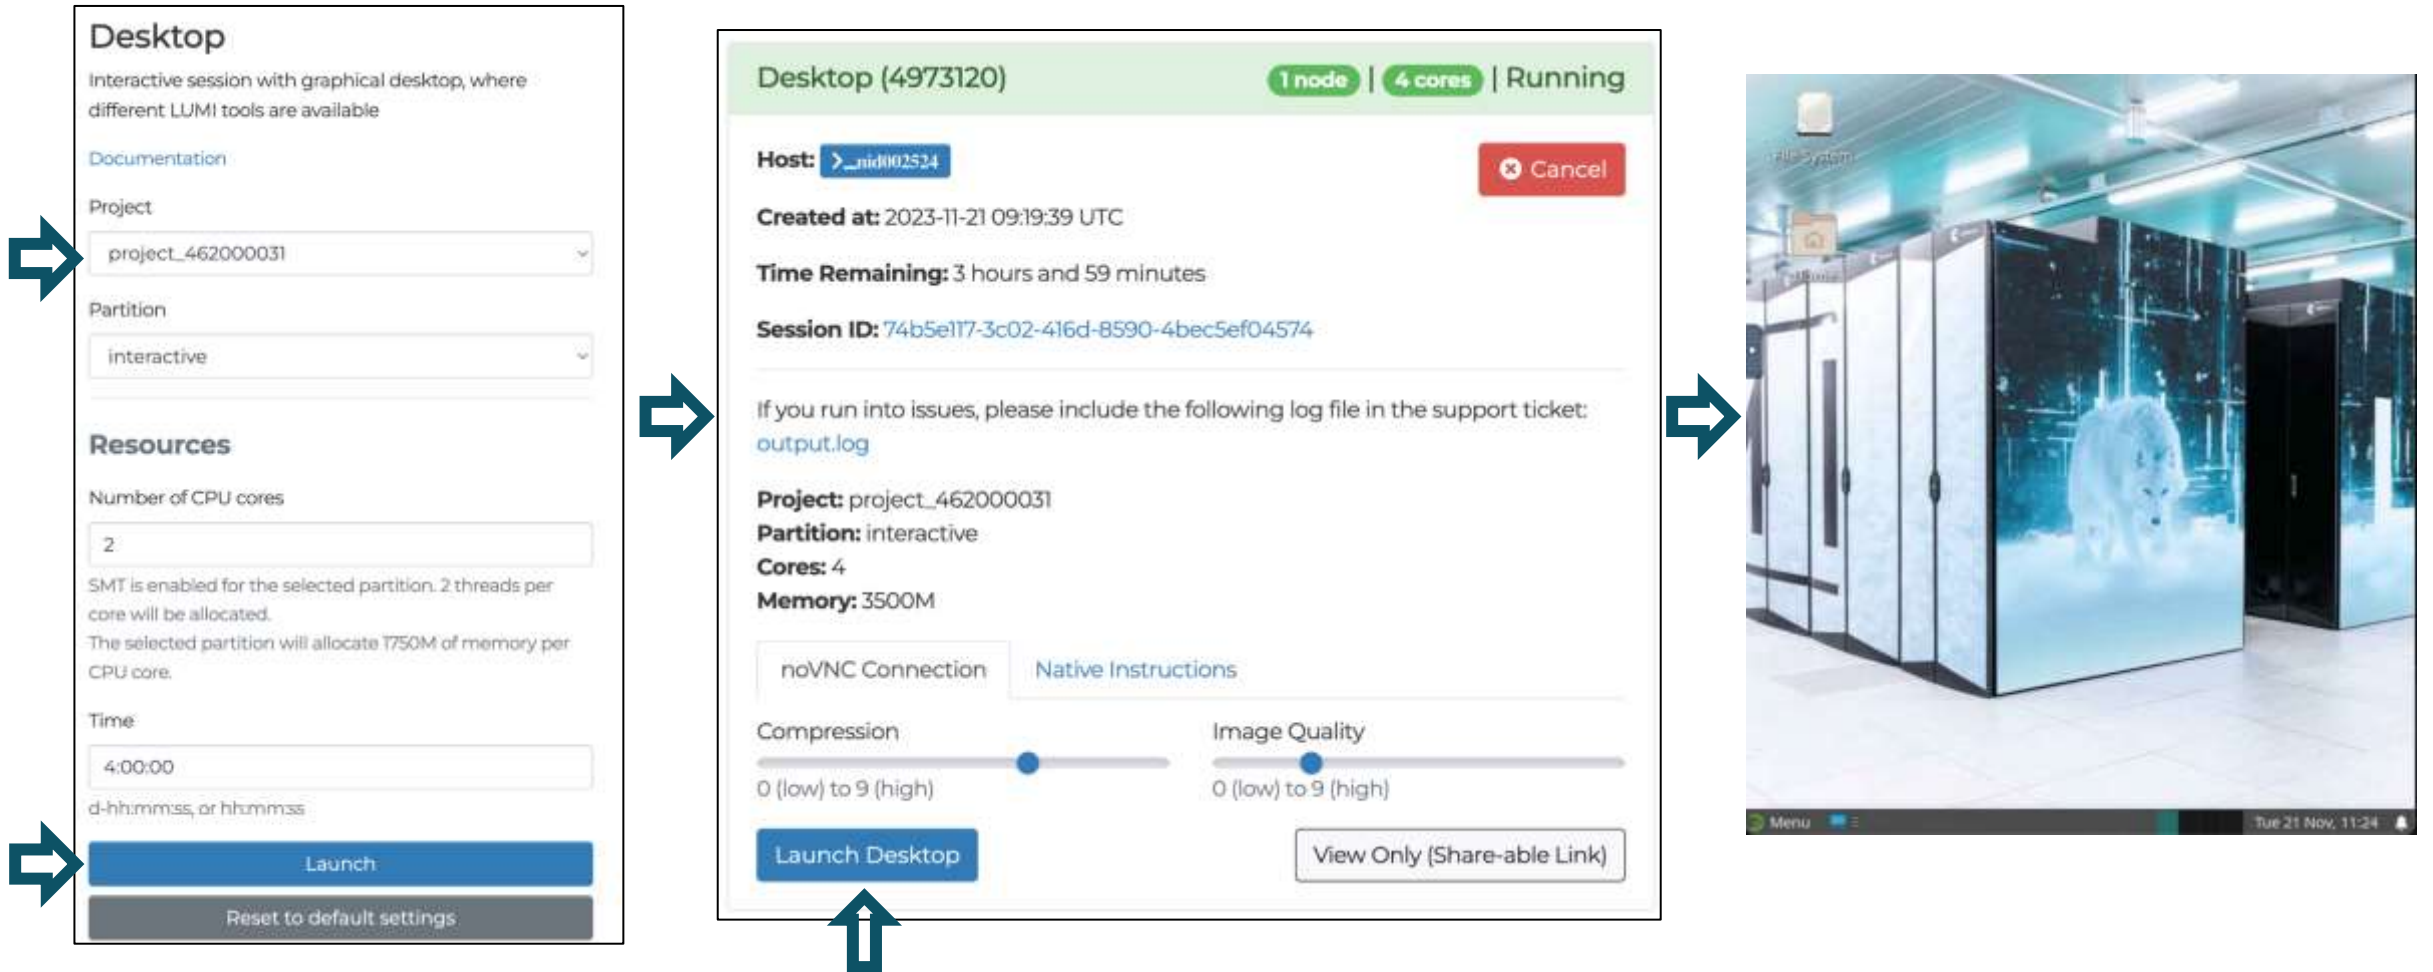 Desktop
Interactive session with graphical desktop, where
different LUMI tools are available
Documentation
Project
project_462000031
Partition
interactive
Resources
Number of CPU cores
2
SMT is enabled for the selected partition. 2 threads per
core will be allocated.
The selected partition will allocate 1750M of memory per
CPU core.
Time
4:00:00
d-hh:mm:ss, or hh:mm:ss
Launch
Reset to default settings
Desktop (4973120)
1 node | 4 cores | Running
Host: >_nid002524
Cancel
Created at: 2023-11-21 09:19:39 UTC
Time Remaining: 3 hours and 59 minutes
Session ID: 74b5e117-3c02-416d-8590-4bec5ef04574
If you run into issues, please include the following log file in the support ticket:
output.log
Project: project_462000031
Partition: interactive
Cores: 4
Memory: 3500M
noVNC Connection
Native Instructions
Compression
Image Quality
0 (low) to 9 (high)
0 (low) to 9 (high)
Launch Desktop
View Only (Share-able Link)
File System
Home
Menu
Tue 21 Nov, 11:24